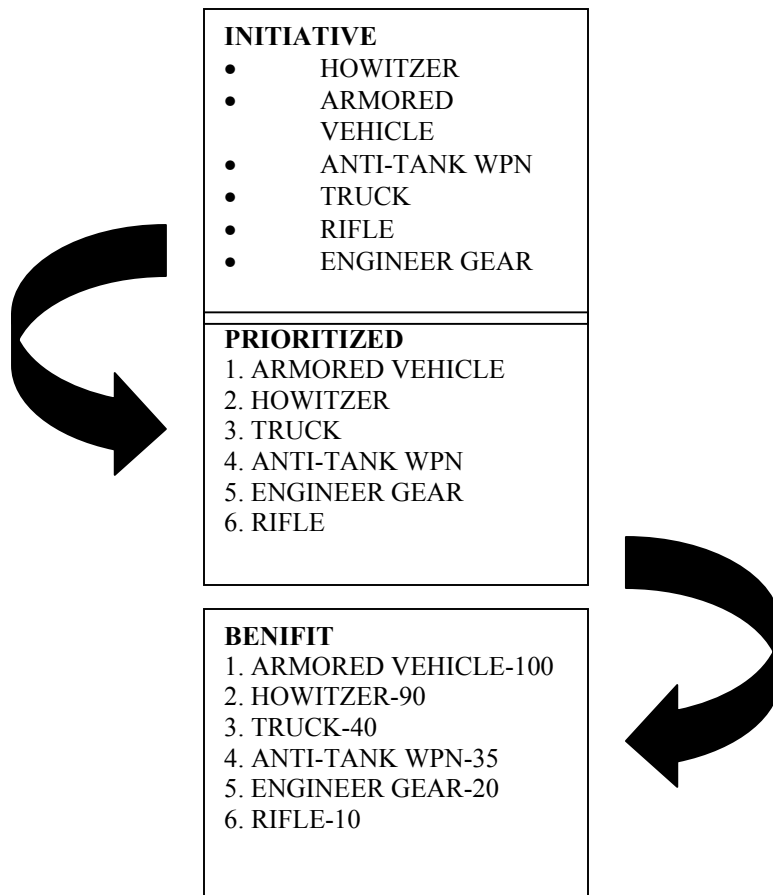 INITIATIVE
• HOWITZER
• ARMORED
VEHICLE
• ANTI-TANK WPN
• TRUCK
• RIFLE
• ENGINEER GEAR
PRIORITIZED
1. ARMORED VEHICLE
2. HOWITZER
3. TRUCK
4. ANTI-TANK WPN
5. ENGINEER GEAR
6. RIFLE
BENIFIT
1. ARMORED VEHICLE-100
2. HOWITZER-90
3. TRUCK-40
4. ANTI-TANK WPN-35
5. ENGINEER GEAR-20
6. RIFLE-10